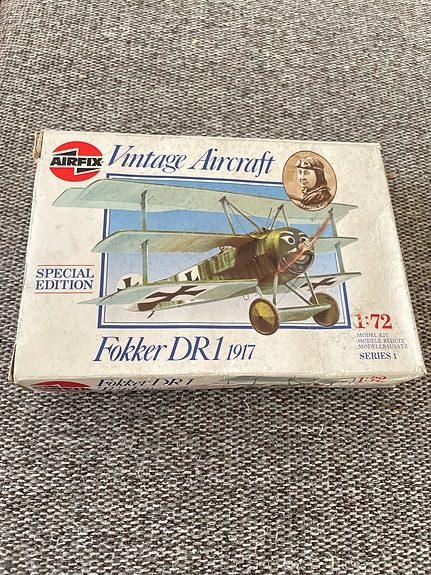 AIRFIX
Vintage Aircraft
SPECIAL
EDITION
1:72
MODEL KIT
MODELE REDUIT
MODELLBAUSATZ
SERIES 1
Fokker DR1 1917
Fokker DR1
1:72